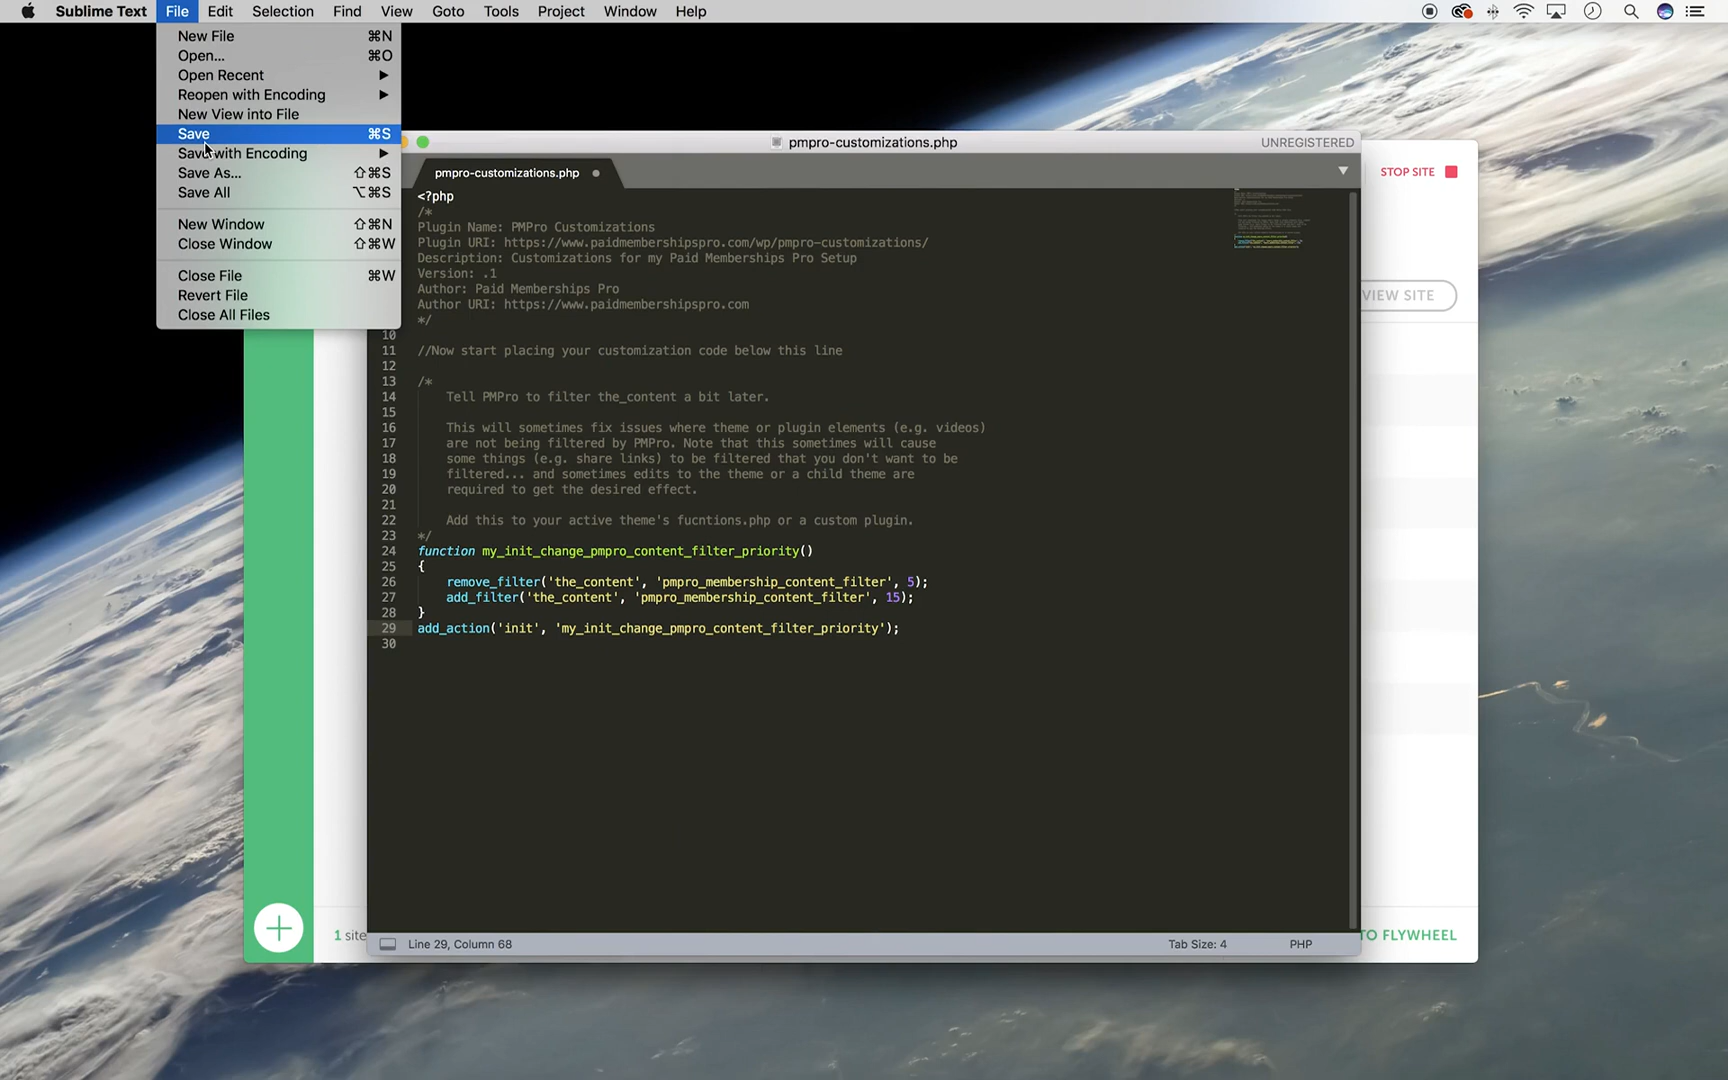 Sublime Text File Edit Selection Find View Goto Tools Project Window Help
New File ⌘N
Open... ⌘O
Open Recent ▶
Reopen with Encoding ▶
New View into File
Save ⌘S
Save with Encoding ▶
Save As... ⇧⌘S
Save All ⌥⌘S
New Window ⇧⌘N
Close Window ⇧⌘W
Close File ⌘W
Revert File
Close All Files
pmpro-customizations.php UNREGISTERED
pmpro-customizations.php
STOP SITE
VIEW SITE
<?php
/*
Plugin Name: PMPro Customizations
Plugin URI: https://www.paidmembershipspro.com/wp/pmpro-customizations/
Description: Customizations for my Paid Memberships Pro Setup
Version: .1
Author: Paid Memberships Pro
Author URI: https://www.paidmembershipspro.com
*/
10
11 //Now start placing your customization code below this line
12
13 /*
14 Tell PMPro to filter the_content a bit later.
15
16 This will sometimes fix issues where theme or plugin elements (e.g. videos)
17 are not being filtered by PMPro. Note that this sometimes will cause
18 some things (e.g. share links) to be filtered that you don't want to be
19 filtered... and sometimes edits to the theme or a child theme are
20 required to get the desired effect.
21
22 Add this to your active theme's fucntions.php or a custom plugin.
23 */
24 function my_init_change_pmpro_content_filter_priority()
25 {
26 remove_filter('the_content', 'pmpro_membership_content_filter', 5);
27 add_filter('the_content', 'pmpro_membership_content_filter', 15);
28 }
29 add_action('init', 'my_init_change_pmpro_content_filter_priority');
30
1 site
TO FLYWHEEL
Line 29, Column 68 Tab Size: 4 PHP